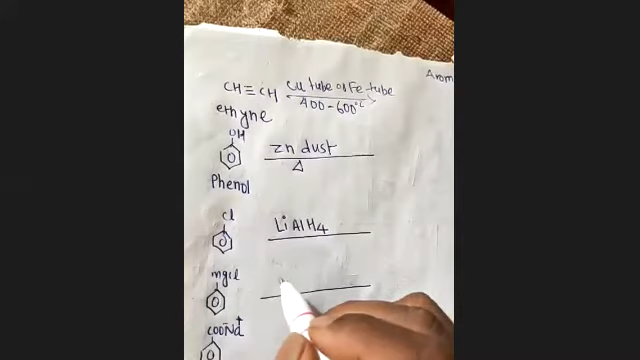 Arom
CH≡CH Cu tube or Fe-tube
400-600°C
ethyne
OH
Zn dust
Δ
Phenol
Cl
LiAlH4
mgcl
COONa+